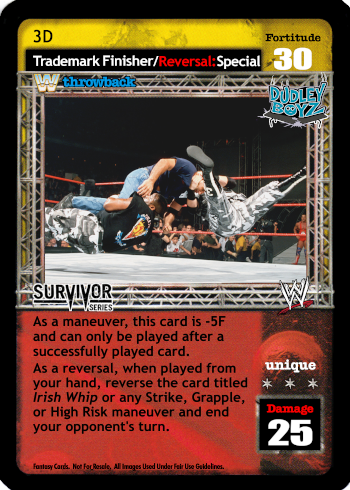 3D
Fortitude
30
Trademark Finisher/Reversal:Special
W throwback
DUDLEY
BOYZ
SURVIVOR
SERIES
W
As a maneuver, this card is -5F
and can only be played after a
successfully played card.
As a reversal, when played from
your hand, reverse the card titled
Irish Whip or any Strike, Grapple,
or High Risk maneuver and end
your opponent's turn.
unique
Damage
25
Fantasy Cards. Not For Resale, All Images Used Under Fair Use Guidelines.